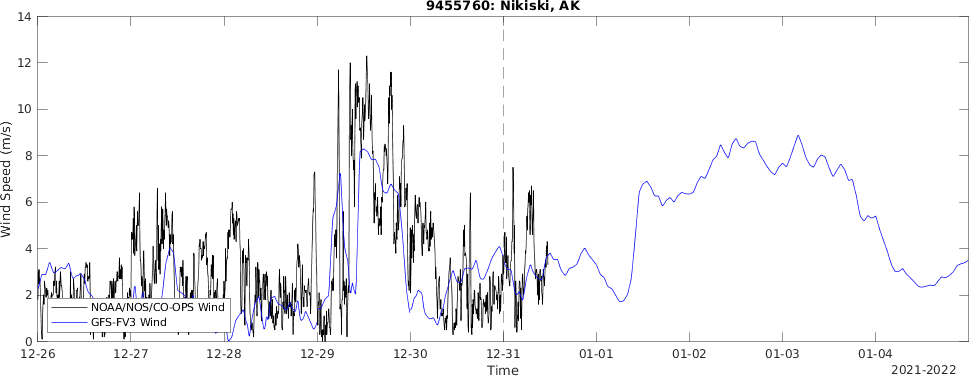 9455760: Nikiski, AK
14
12
10
8
6
4
2
0
Wind Speed (m/s)
NOAA/NOS/CO-OPS Wind
GFS-FV3 Wind
12-26 12-27 12-28 12-29 12-30 12-31 01-01 01-02 01-03 01-04
Time
2021-2022